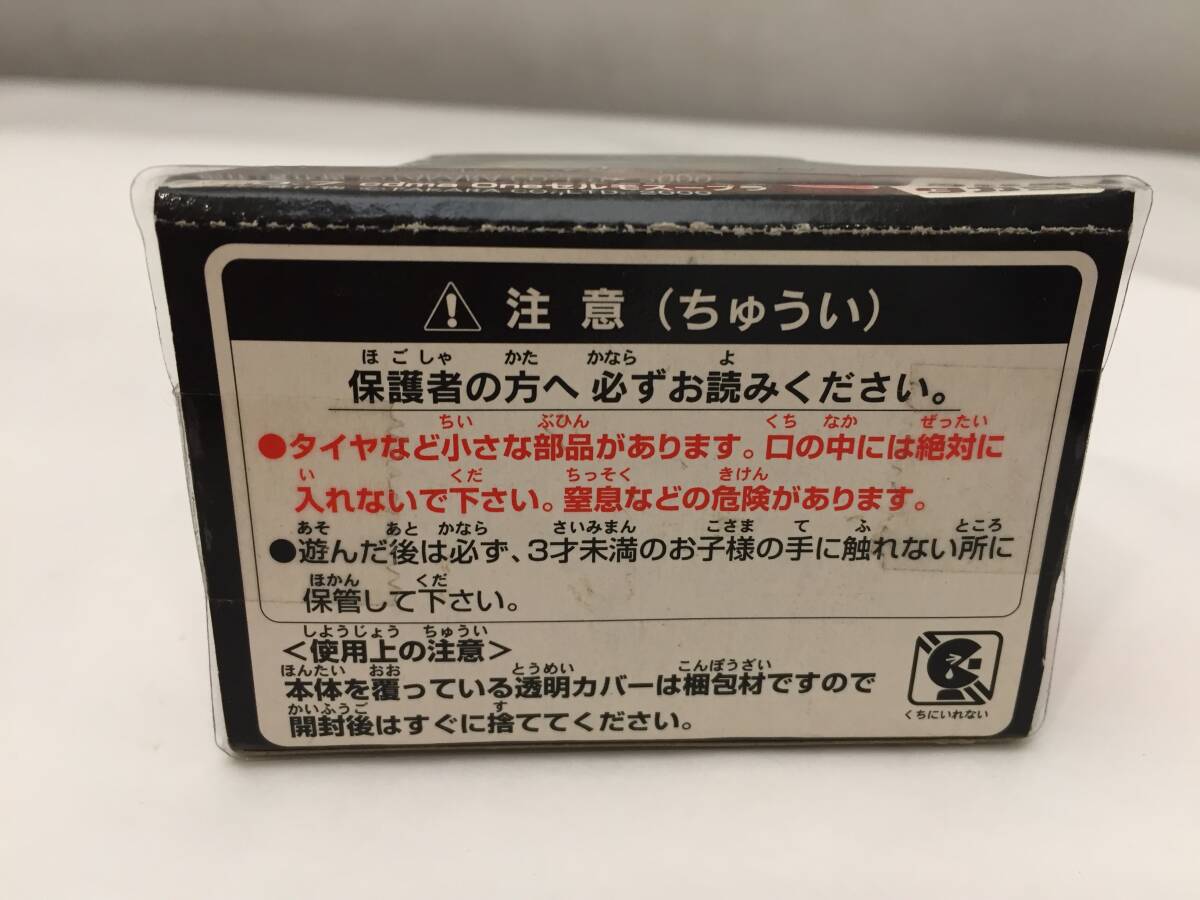 注意（ちゅうい）
ほごしゃ かた かなら よ
保護者の方へ 必ずお読みください。
ちい ぶひん くち なか ぜったい
●タイヤなど小さな部品があります。口の中には絶対に
い くだ ちっそく きけん
入れないで下さい。窒息などの危険があります。
あそ あと かなら さいみまん こさま て ふ ところ
●遊んだ後は必ず、3才未満のお子様の手に触れない所に
ほかん くだ
保管して下さい。
しようじょう ちゅうい
＜使用上の注意＞
ほんたい おお とうめい こんぽうざい
本体を覆っている透明カバーは梱包材ですので
かいふうご す
開封後はすぐに捨ててください。
くちにいれない